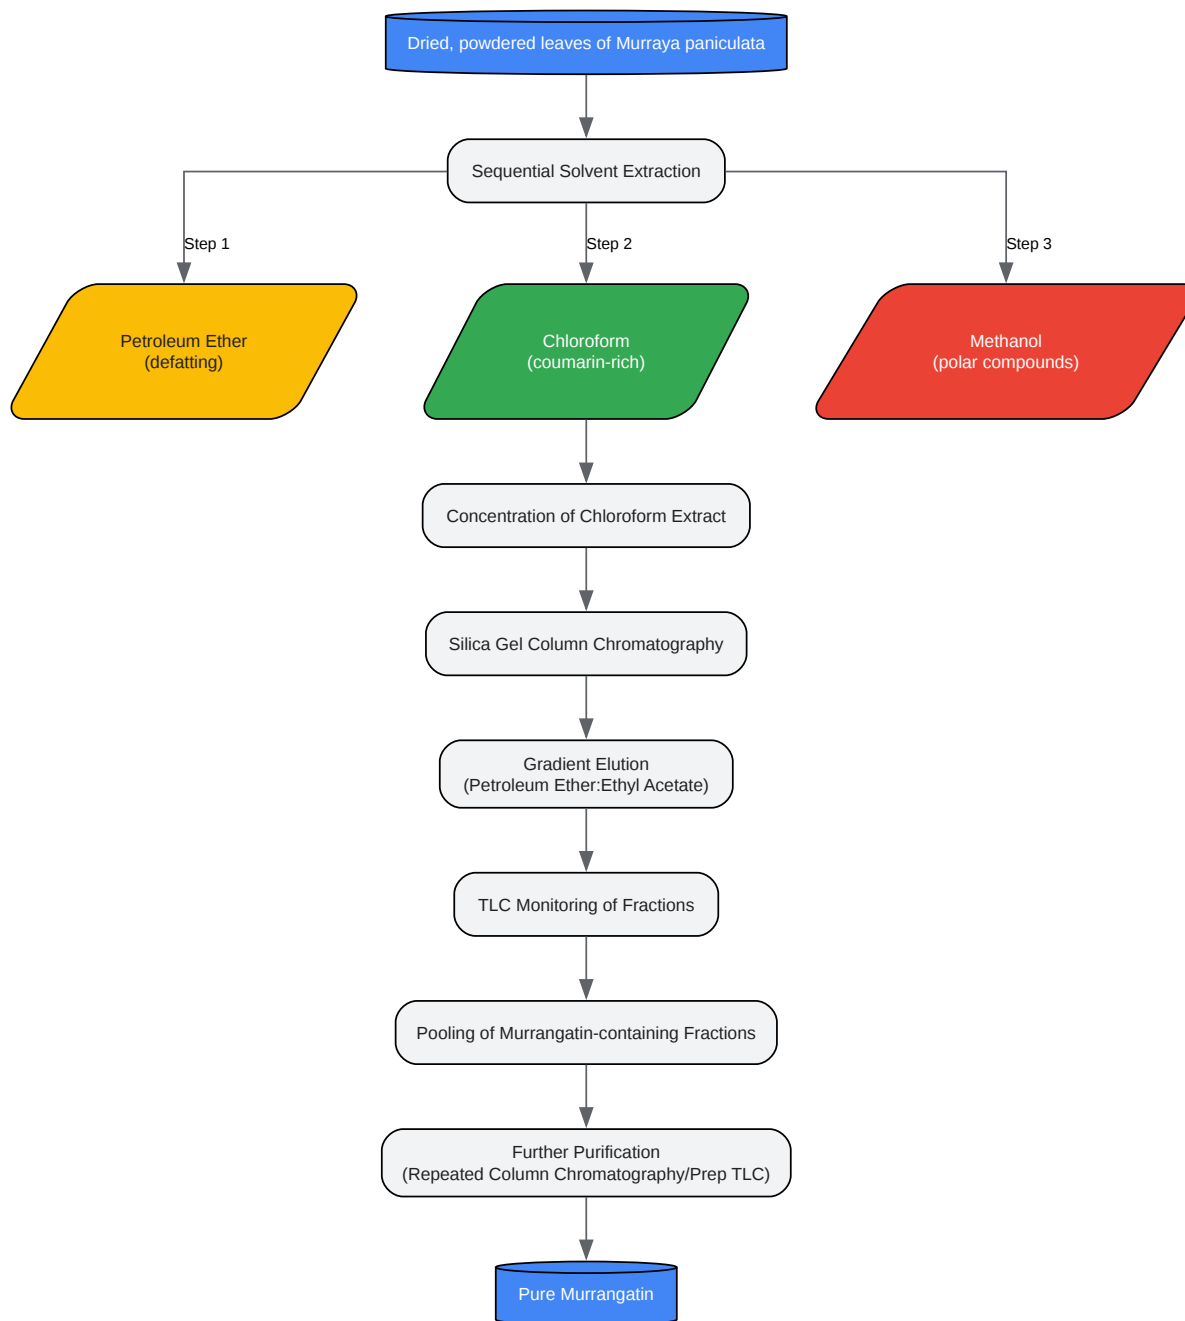 Dried, powdered leaves of Murraya paniculata
Sequential Solvent Extraction
Step 1
Step 2
Step 3
Petroleum Ether
(defatting)
Chloroform
(coumarin-rich)
Methanol
(polar compounds)
Concentration of Chloroform Extract
Silica Gel Column Chromatography
Gradient Elution
(Petroleum Ether:Ethyl Acetate)
TLC Monitoring of Fractions
Pooling of Murrangatin-containing Fractions
Further Purification
(Repeated Column Chromatography/Prep TLC)
Pure Murrangatin